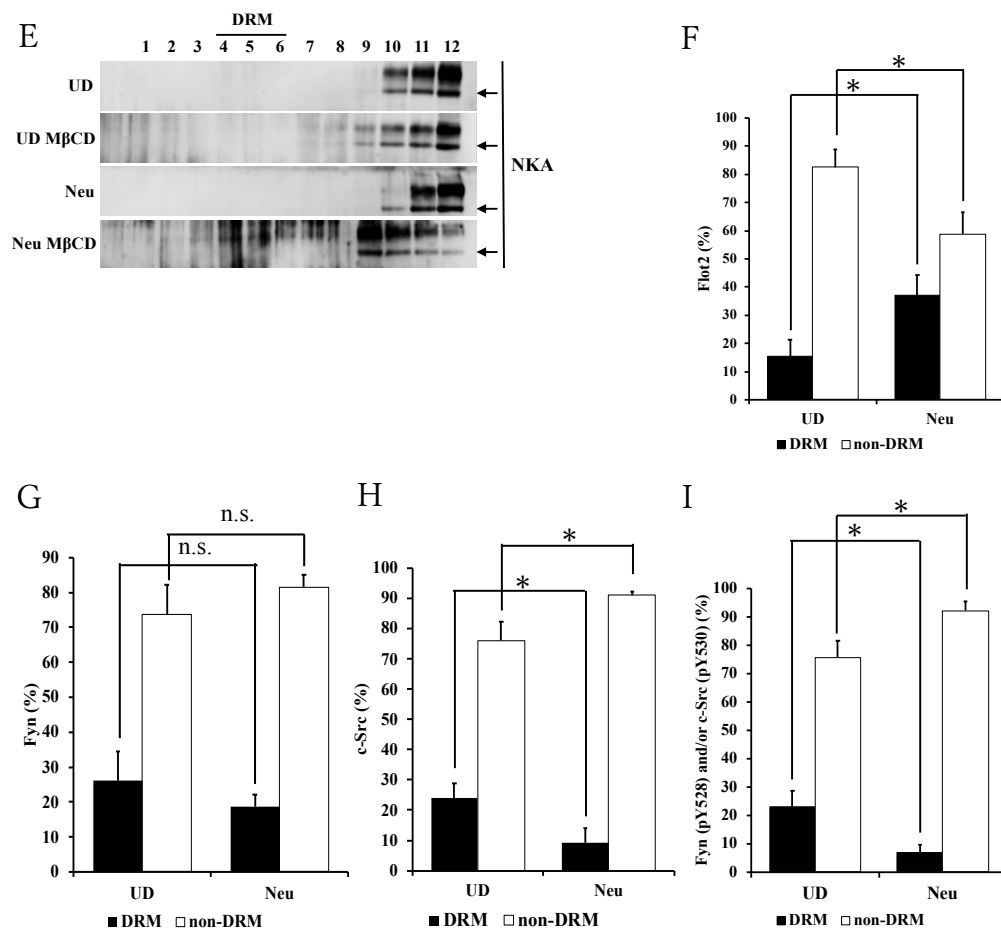 E
DRM
1 2 3 4 5 6 7 8 9 10 11 12
UD
UD MβCD
Neu
Neu MβCD
NKA
F
*
*
Flot2 (%)
100
90
80
70
60
50
40
30
20
10
0
UD Neu
DRM non-DRM
G
n.s.
n.s.
Fyn (%)
90
80
70
60
50
40
30
20
10
0
UD Neu
DRM non-DRM
H
*
*
c-Src (%)
100
90
80
70
60
50
40
30
20
10
0
UD Neu
DRM non-DRM
I
*
*
Fyn (pY528) and/or c-Src (pY530) (%)
100
90
80
70
60
50
40
30
20
10
0
UD Neu
DRM non-DRM